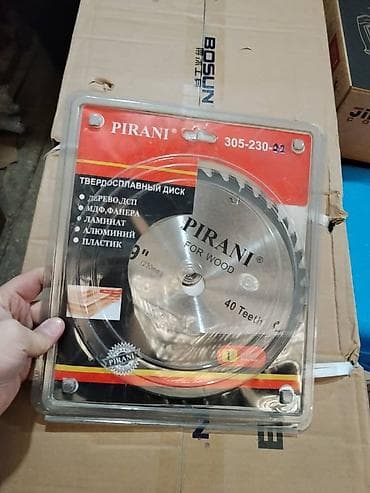 BOSUN
PIRANI®
305-230-
ТВЕРДОСПЛАВНЫЙ ДИСК
• ДЕРЕВО,ДСП
• МДФ,ФАНЕРА
• ЛАМИНАТ
• АЛЮМИНИЙ
• ПЛАСТИК
PIRANI®
FOR WOOD
9"
40 Teeth
PIRANI